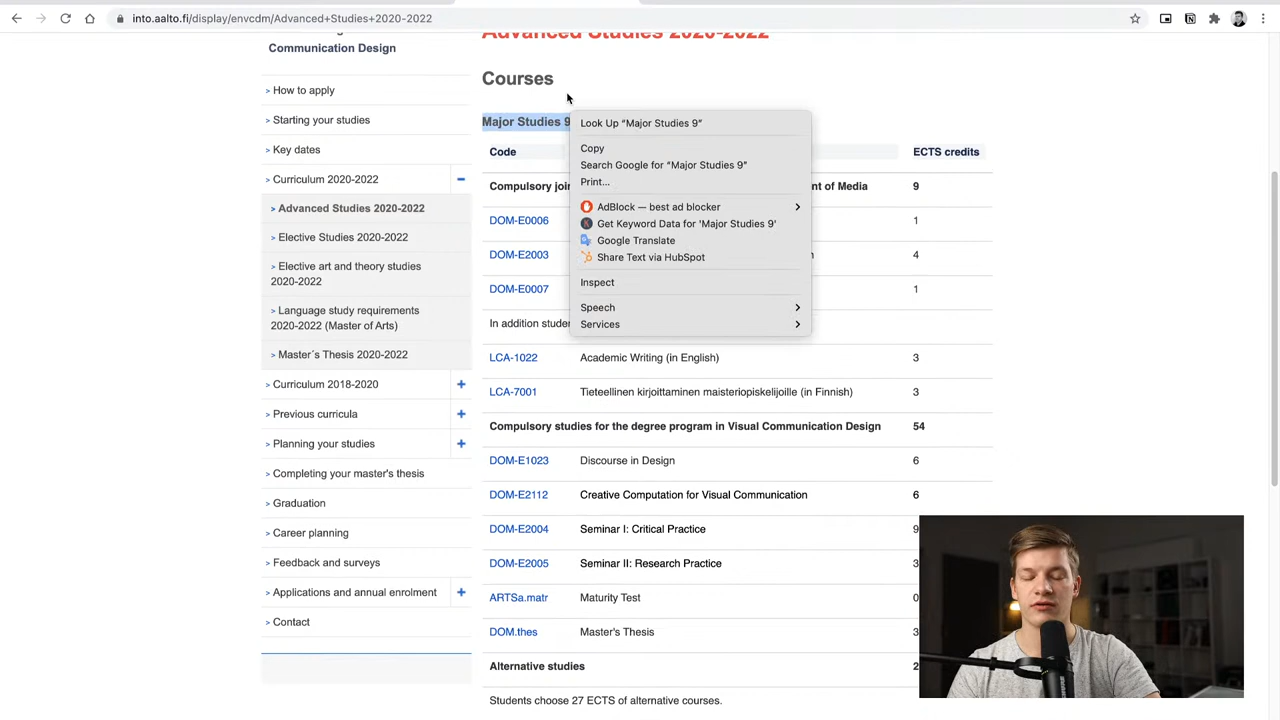 into.aalto.fi/display/envcdm/Advanced+Studies+2020-2022
Communication Design
> How to apply
> Starting your studies
> Key dates
> Curriculum 2020-2022
> Advanced Studies 2020-2022
> Elective Studies 2020-2022
> Elective art and theory studies
2020-2022
> Language study requirements
2020-2022 (Master of Arts)
> Master´s Thesis 2020-2022
> Curriculum 2018-2020
> Previous curricula
> Planning your studies
> Completing your master's thesis
> Graduation
> Career planning
> Feedback and surveys
> Applications and annual enrolment
> Contact
Advanced Studies 2020-2022
Courses
Major Studies 9
Code
ECTS credits
Compulsory joi
nt of Media
9
DOM-E0006
1
DOM-E2003
4
DOM-E0007
1
In addition stude
LCA-1022 Academic Writing (in English) 3
LCA-7001 Tieteellinen kirjoittaminen maisteriopiskelijoille (in Finnish) 3
Compulsory studies for the degree program in Visual Communication Design 54
DOM-E1023 Discourse in Design 6
DOM-E2112 Creative Computation for Visual Communication 6
DOM-E2004 Seminar I: Critical Practice 9
DOM-E2005 Seminar II: Research Practice 3
ARTSa.matr Maturity Test 0
DOM.thes Master's Thesis 3
Alternative studies 2
Students choose 27 ECTS of alternative courses.
Look Up “Major Studies 9”
Copy
Search Google for “Major Studies 9”
Print...
AdBlock — best ad blocker
Get Keyword Data for 'Major Studies 9'
Google Translate
Share Text via HubSpot
Inspect
Speech
Services